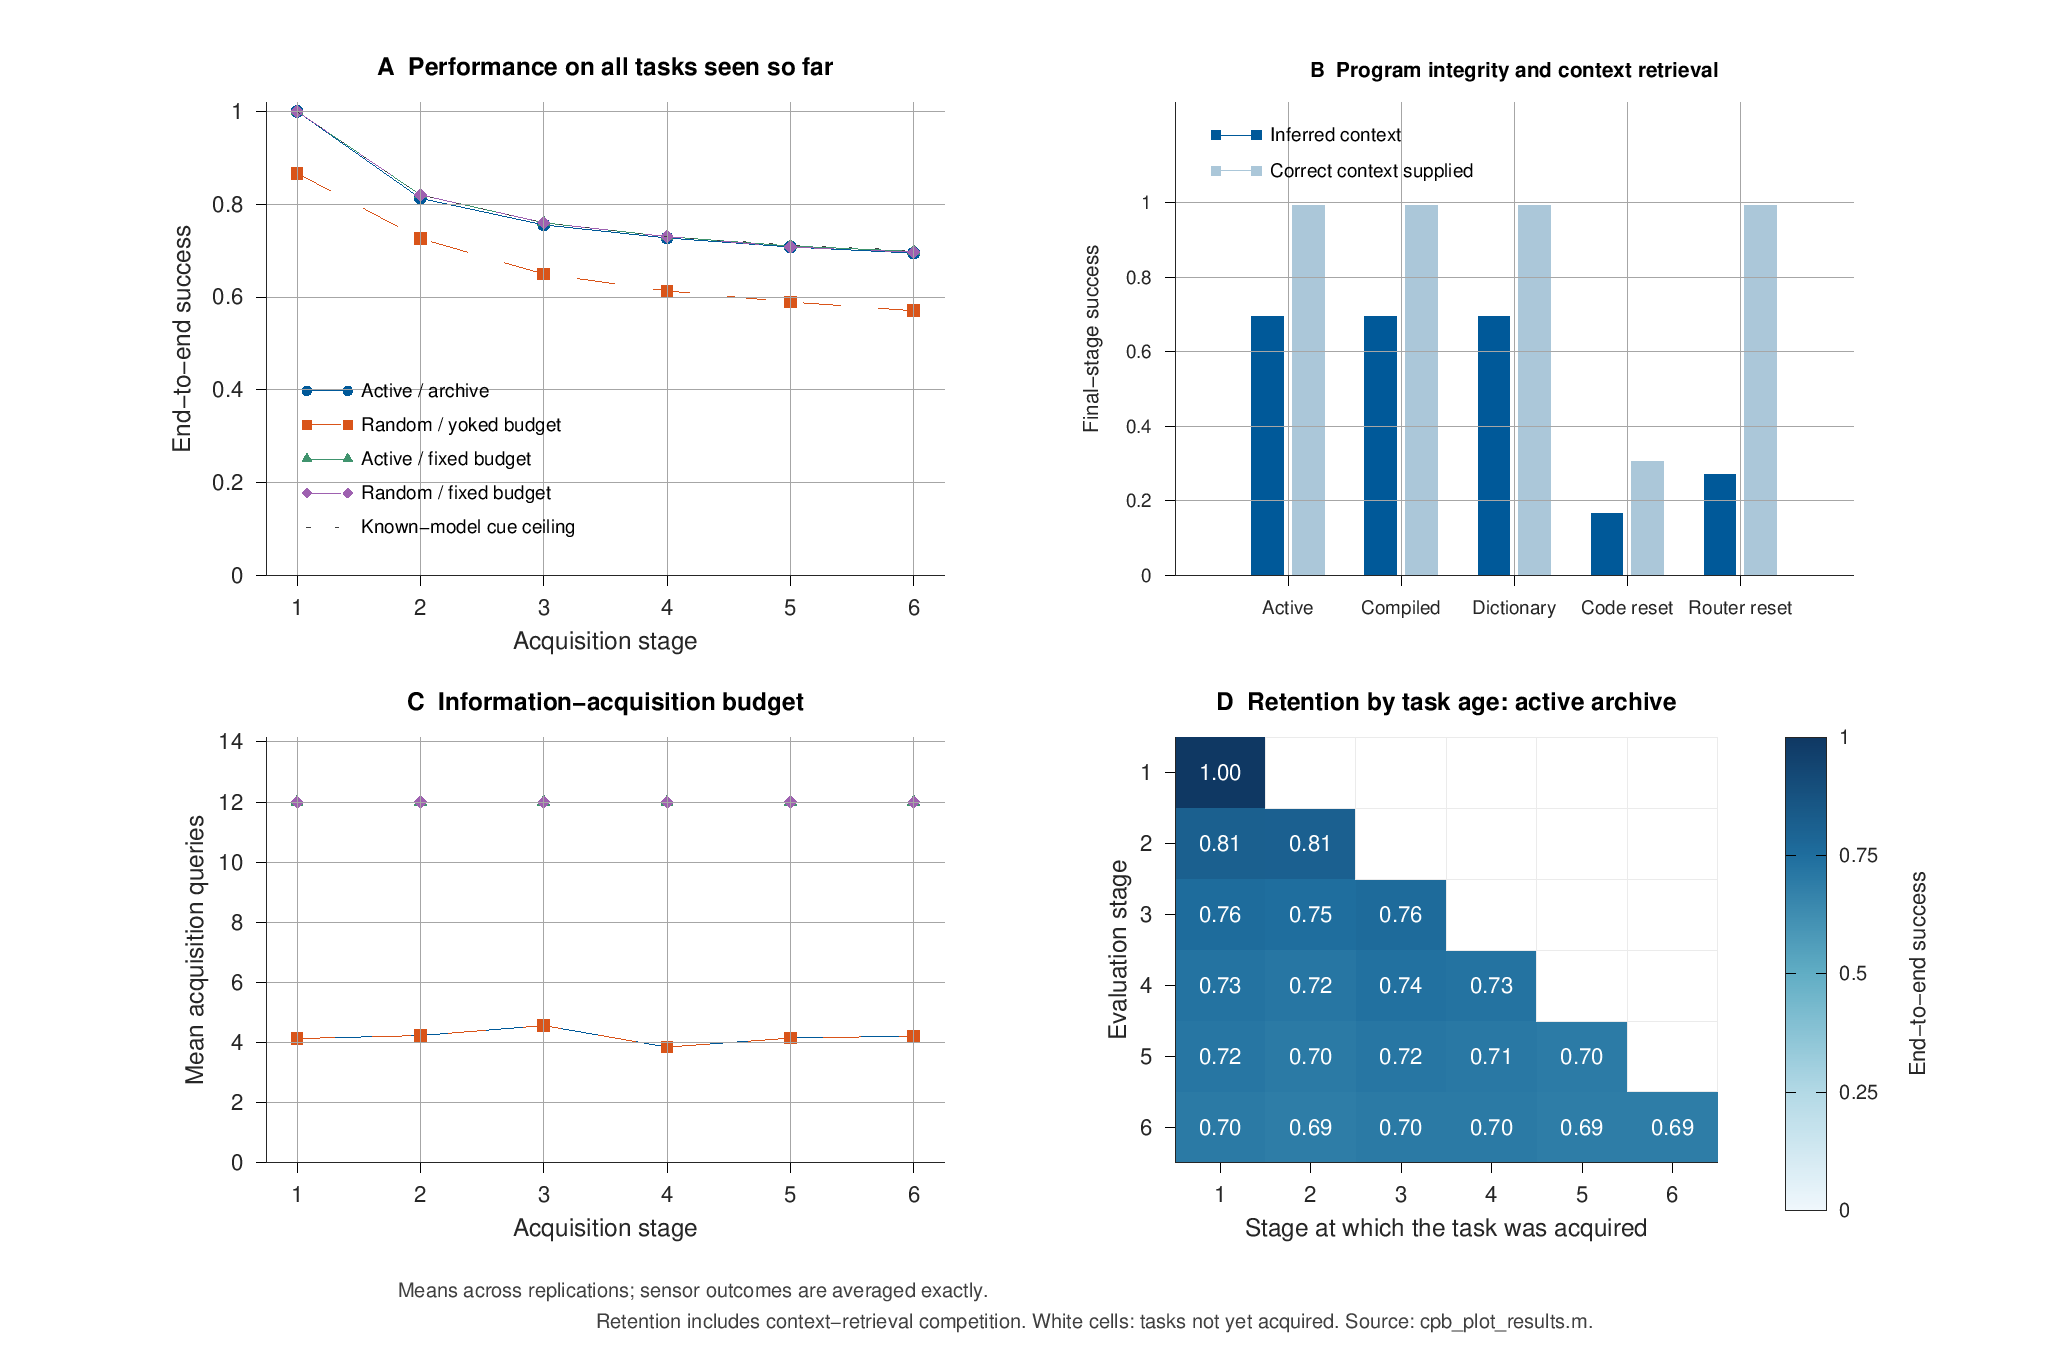 A  Performance on all tasks seen so far
End−to−end success
1
0.8
0.6
0.4
0.2
0
Active / archive
Random / yoked budget
Active / fixed budget
Random / fixed budget
Known−model cue ceiling
1 2 3 4 5 6
Acquisition stage
B  Program integrity and context retrieval
Final−stage success
Inferred context
Correct context supplied
1
0.8
0.6
0.4
0.2
0
Active Compiled Dictionary Code reset Router reset
C  Information−acquisition budget
Mean acquisition queries
14
12
10
8
6
4
2
0
1 2 3 4 5 6
Acquisition stage
D  Retention by task age: active archive
Evaluation stage
1 1.00
2 0.81 0.81
3 0.76 0.75 0.76
4 0.73 0.72 0.74 0.73
5 0.72 0.70 0.72 0.71 0.70
6 0.70 0.69 0.70 0.70 0.69 0.69
1 2 3 4 5 6
Stage at which the task was acquired
1
0.75
0.5
0.25
0
End−to−end success
Means across replications; sensor outcomes are averaged exactly.
Retention includes context−retrieval competition. White cells: tasks not yet acquired. Source: cpb_plot_results.m.